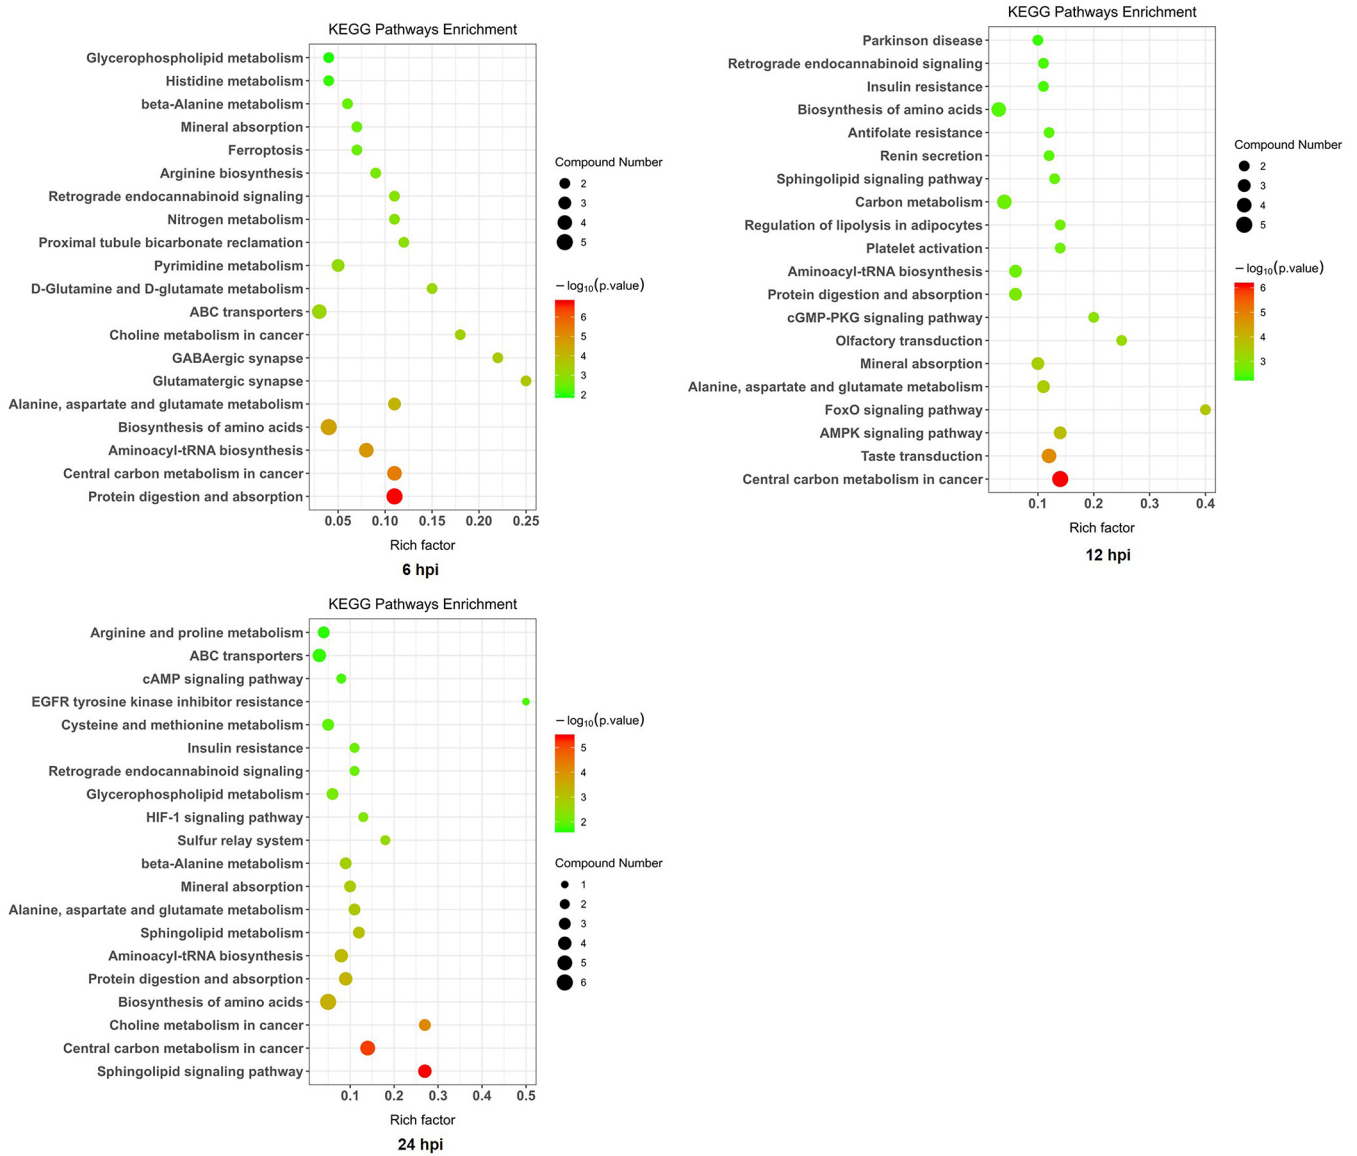 KEGG Pathways Enrichment
Glycerophospholipid metabolism
Histidine metabolism
beta-Alanine metabolism
Mineral absorption
Ferroptosis
Arginine biosynthesis
Retrograde endocannabinoid signaling
Nitrogen metabolism
Proximal tubule bicarbonate reclamation
Pyrimidine metabolism
D-Glutamine and D-glutamate metabolism
ABC transporters
Choline metabolism in cancer
GABAergic synapse
Glutamatergic synapse
Alanine, aspartate and glutamate metabolism
Biosynthesis of amino acids
Aminoacyl-tRNA biosynthesis
Central carbon metabolism in cancer
Protein digestion and absorption
0.05 0.10 0.15 0.20 0.25
Rich factor
6 hpi
Compound Number
2
3
4
5
−log10(p.value)
6
5
4
3
2
KEGG Pathways Enrichment
Parkinson disease
Retrograde endocannabinoid signaling
Insulin resistance
Biosynthesis of amino acids
Antifolate resistance
Renin secretion
Sphingolipid signaling pathway
Carbon metabolism
Regulation of lipolysis in adipocytes
Platelet activation
Aminoacyl-tRNA biosynthesis
Protein digestion and absorption
cGMP-PKG signaling pathway
Olfactory transduction
Mineral absorption
Alanine, aspartate and glutamate metabolism
FoxO signaling pathway
AMPK signaling pathway
Taste transduction
Central carbon metabolism in cancer
0.1 0.2 0.3 0.4
Rich factor
12 hpi
Compound Number
2
3
4
5
−log10(p.value)
6
5
4
3
KEGG Pathways Enrichment
Arginine and proline metabolism
ABC transporters
cAMP signaling pathway
EGFR tyrosine kinase inhibitor resistance
Cysteine and methionine metabolism
Insulin resistance
Retrograde endocannabinoid signaling
Glycerophospholipid metabolism
HIF-1 signaling pathway
Sulfur relay system
beta-Alanine metabolism
Mineral absorption
Alanine, aspartate and glutamate metabolism
Sphingolipid metabolism
Aminoacyl-tRNA biosynthesis
Protein digestion and absorption
Biosynthesis of amino acids
Choline metabolism in cancer
Central carbon metabolism in cancer
Sphingolipid signaling pathway
0.1 0.2 0.3 0.4 0.5
Rich factor
24 hpi
−log10(p.value)
5
4
3
2
Compound Number
1
2
3
4
5
6